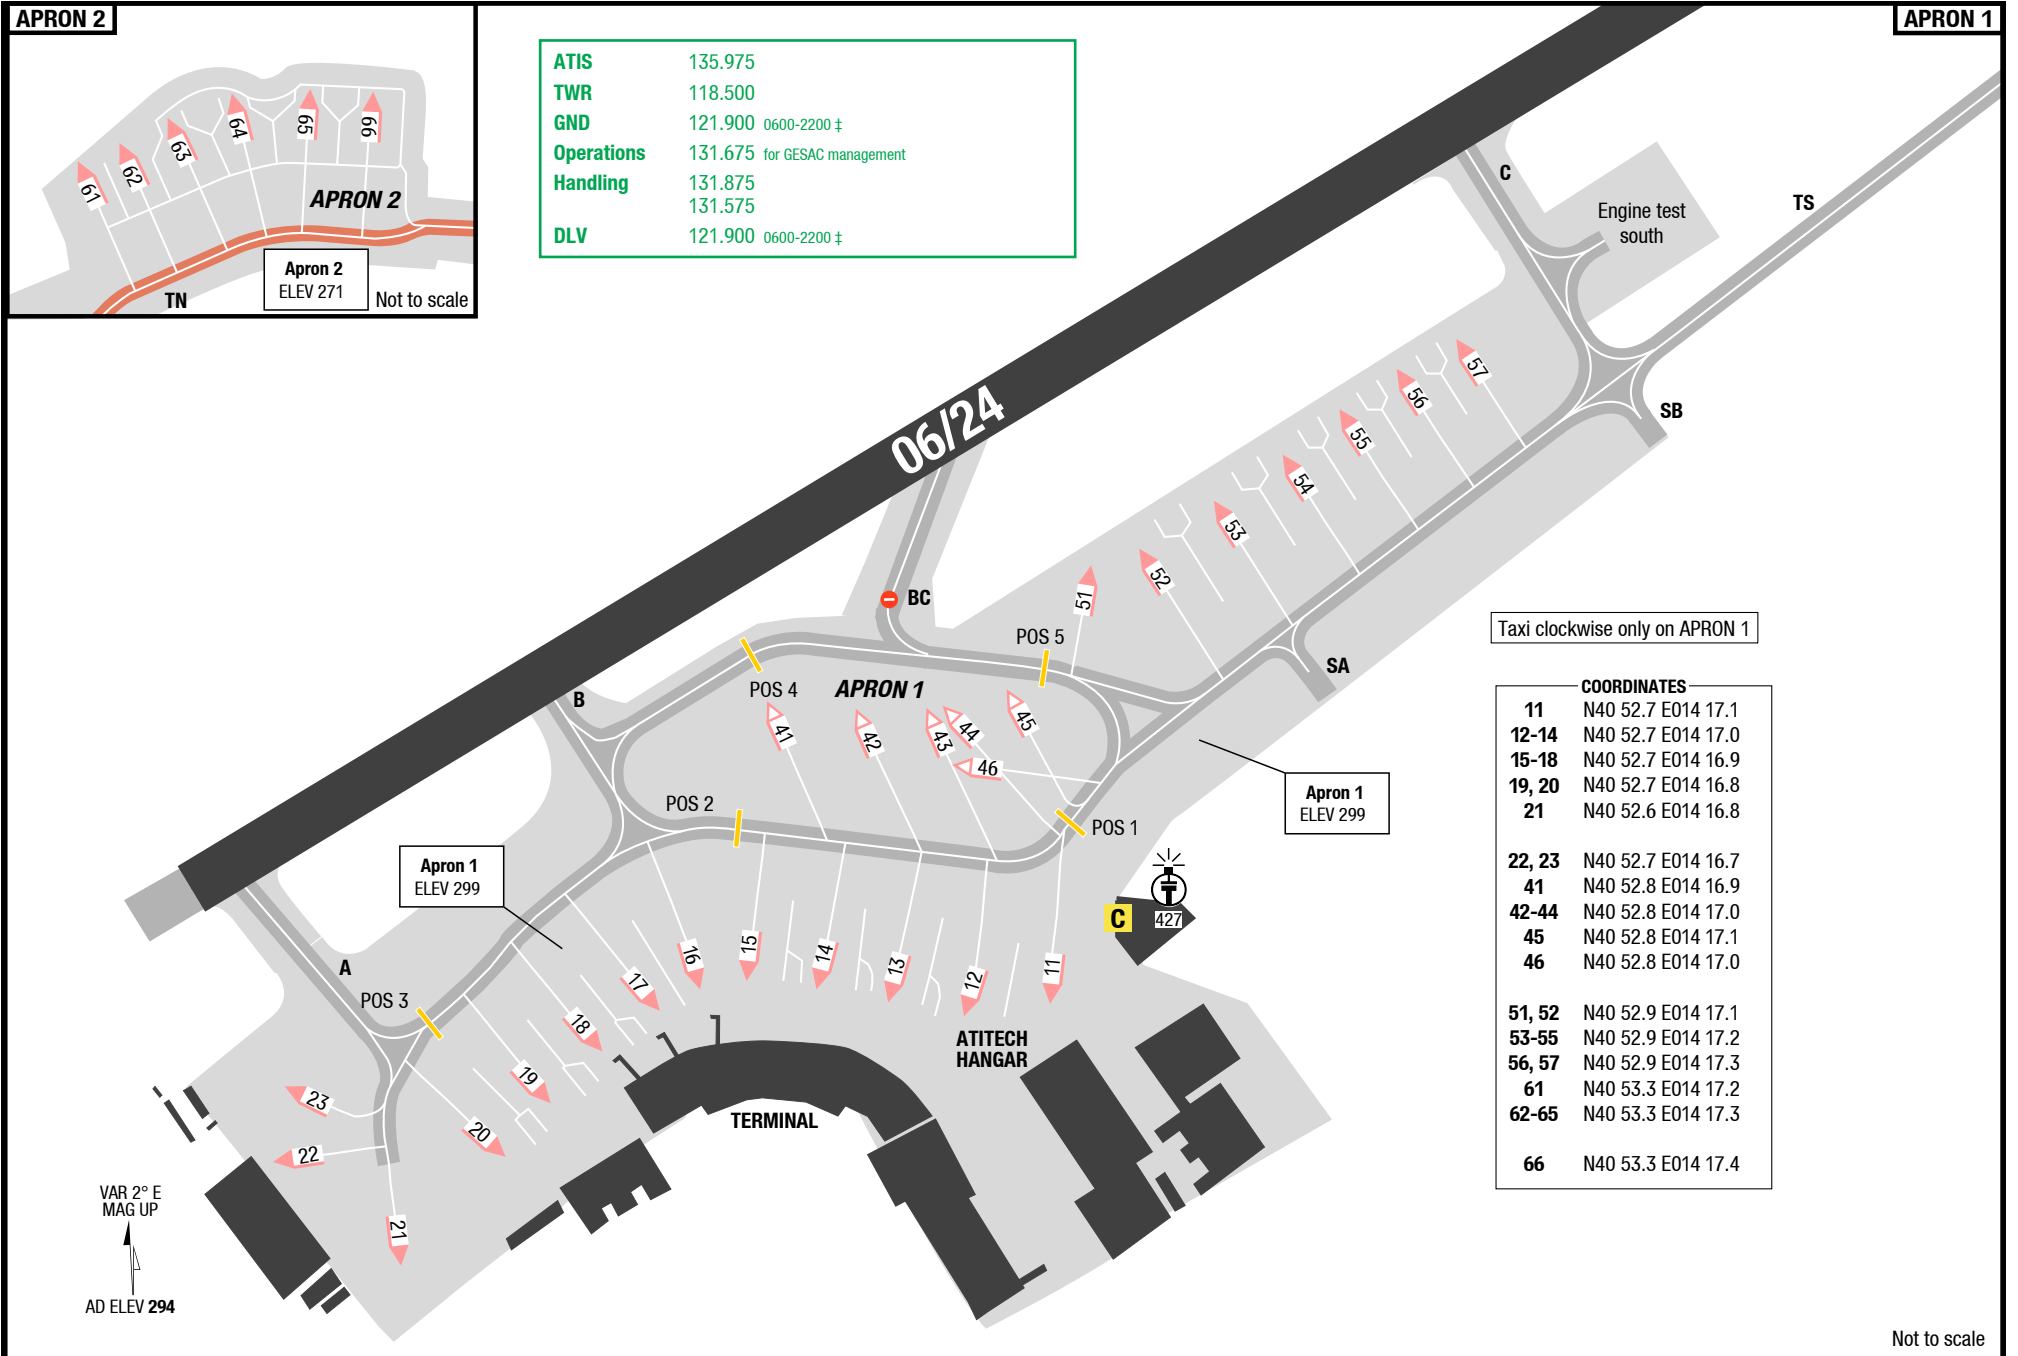 APRON 2
61
62
63
64
65
66
APRON 2
TN
Apron 2
ELEV 271
Not to scale
ATIS 135.975
TWR 118.500
GND 121.900 0600-2200 ‡
Operations 131.675 for GESAC management
Handling 131.875
131.575
DLV 121.900 0600-2200 ‡
APRON 1
C
Engine test
south
TS
SB
06/24
57
56
55
54
53
52
51
BC
POS 5
SA
POS 4
APRON 1
B
41
42
43
44
45
46
POS 2
POS 1
Apron 1
ELEV 299
Apron 1
ELEV 299
C
427
A
POS 3
16
15
14
13
12
11
17
18
19
20
23
22
21
ATITECH
HANGAR
TERMINAL
VAR 2° E
MAG UP
AD ELEV 294
Taxi clockwise only on APRON 1
COORDINATES
11 N40 52.7 E014 17.1
12-14 N40 52.7 E014 17.0
15-18 N40 52.7 E014 16.9
19, 20 N40 52.7 E014 16.8
21 N40 52.6 E014 16.8
22, 23 N40 52.7 E014 16.7
41 N40 52.8 E014 16.9
42-44 N40 52.8 E014 17.0
45 N40 52.8 E014 17.1
46 N40 52.8 E014 17.0
51, 52 N40 52.9 E014 17.1
53-55 N40 52.9 E014 17.2
56, 57 N40 52.9 E014 17.3
61 N40 53.3 E014 17.2
62-65 N40 53.3 E014 17.3
66 N40 53.3 E014 17.4
Not to scale